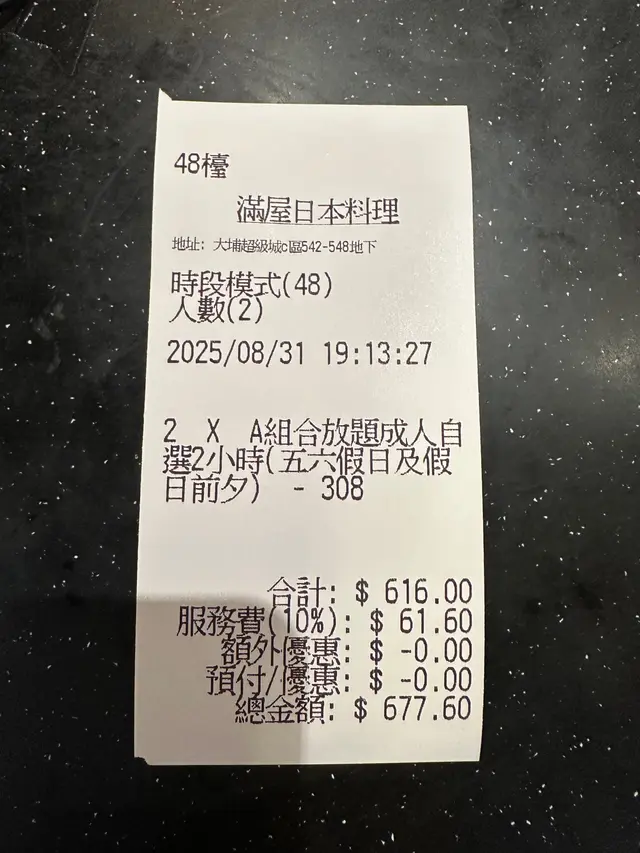 48檯
滿屋日本料理
地址: 大埔超級城c區542-548地下
時段模式(48)
人數(2)
2025/08/31 19:13:27
2 X A組合放題成人自
選2小時(五六假日及假
日前夕) - 308
合計: $ 616.00
服務費(10%): $ 61.60
額外優惠: $ -0.00
預付/優惠: $ -0.00
總金額: $ 677.60